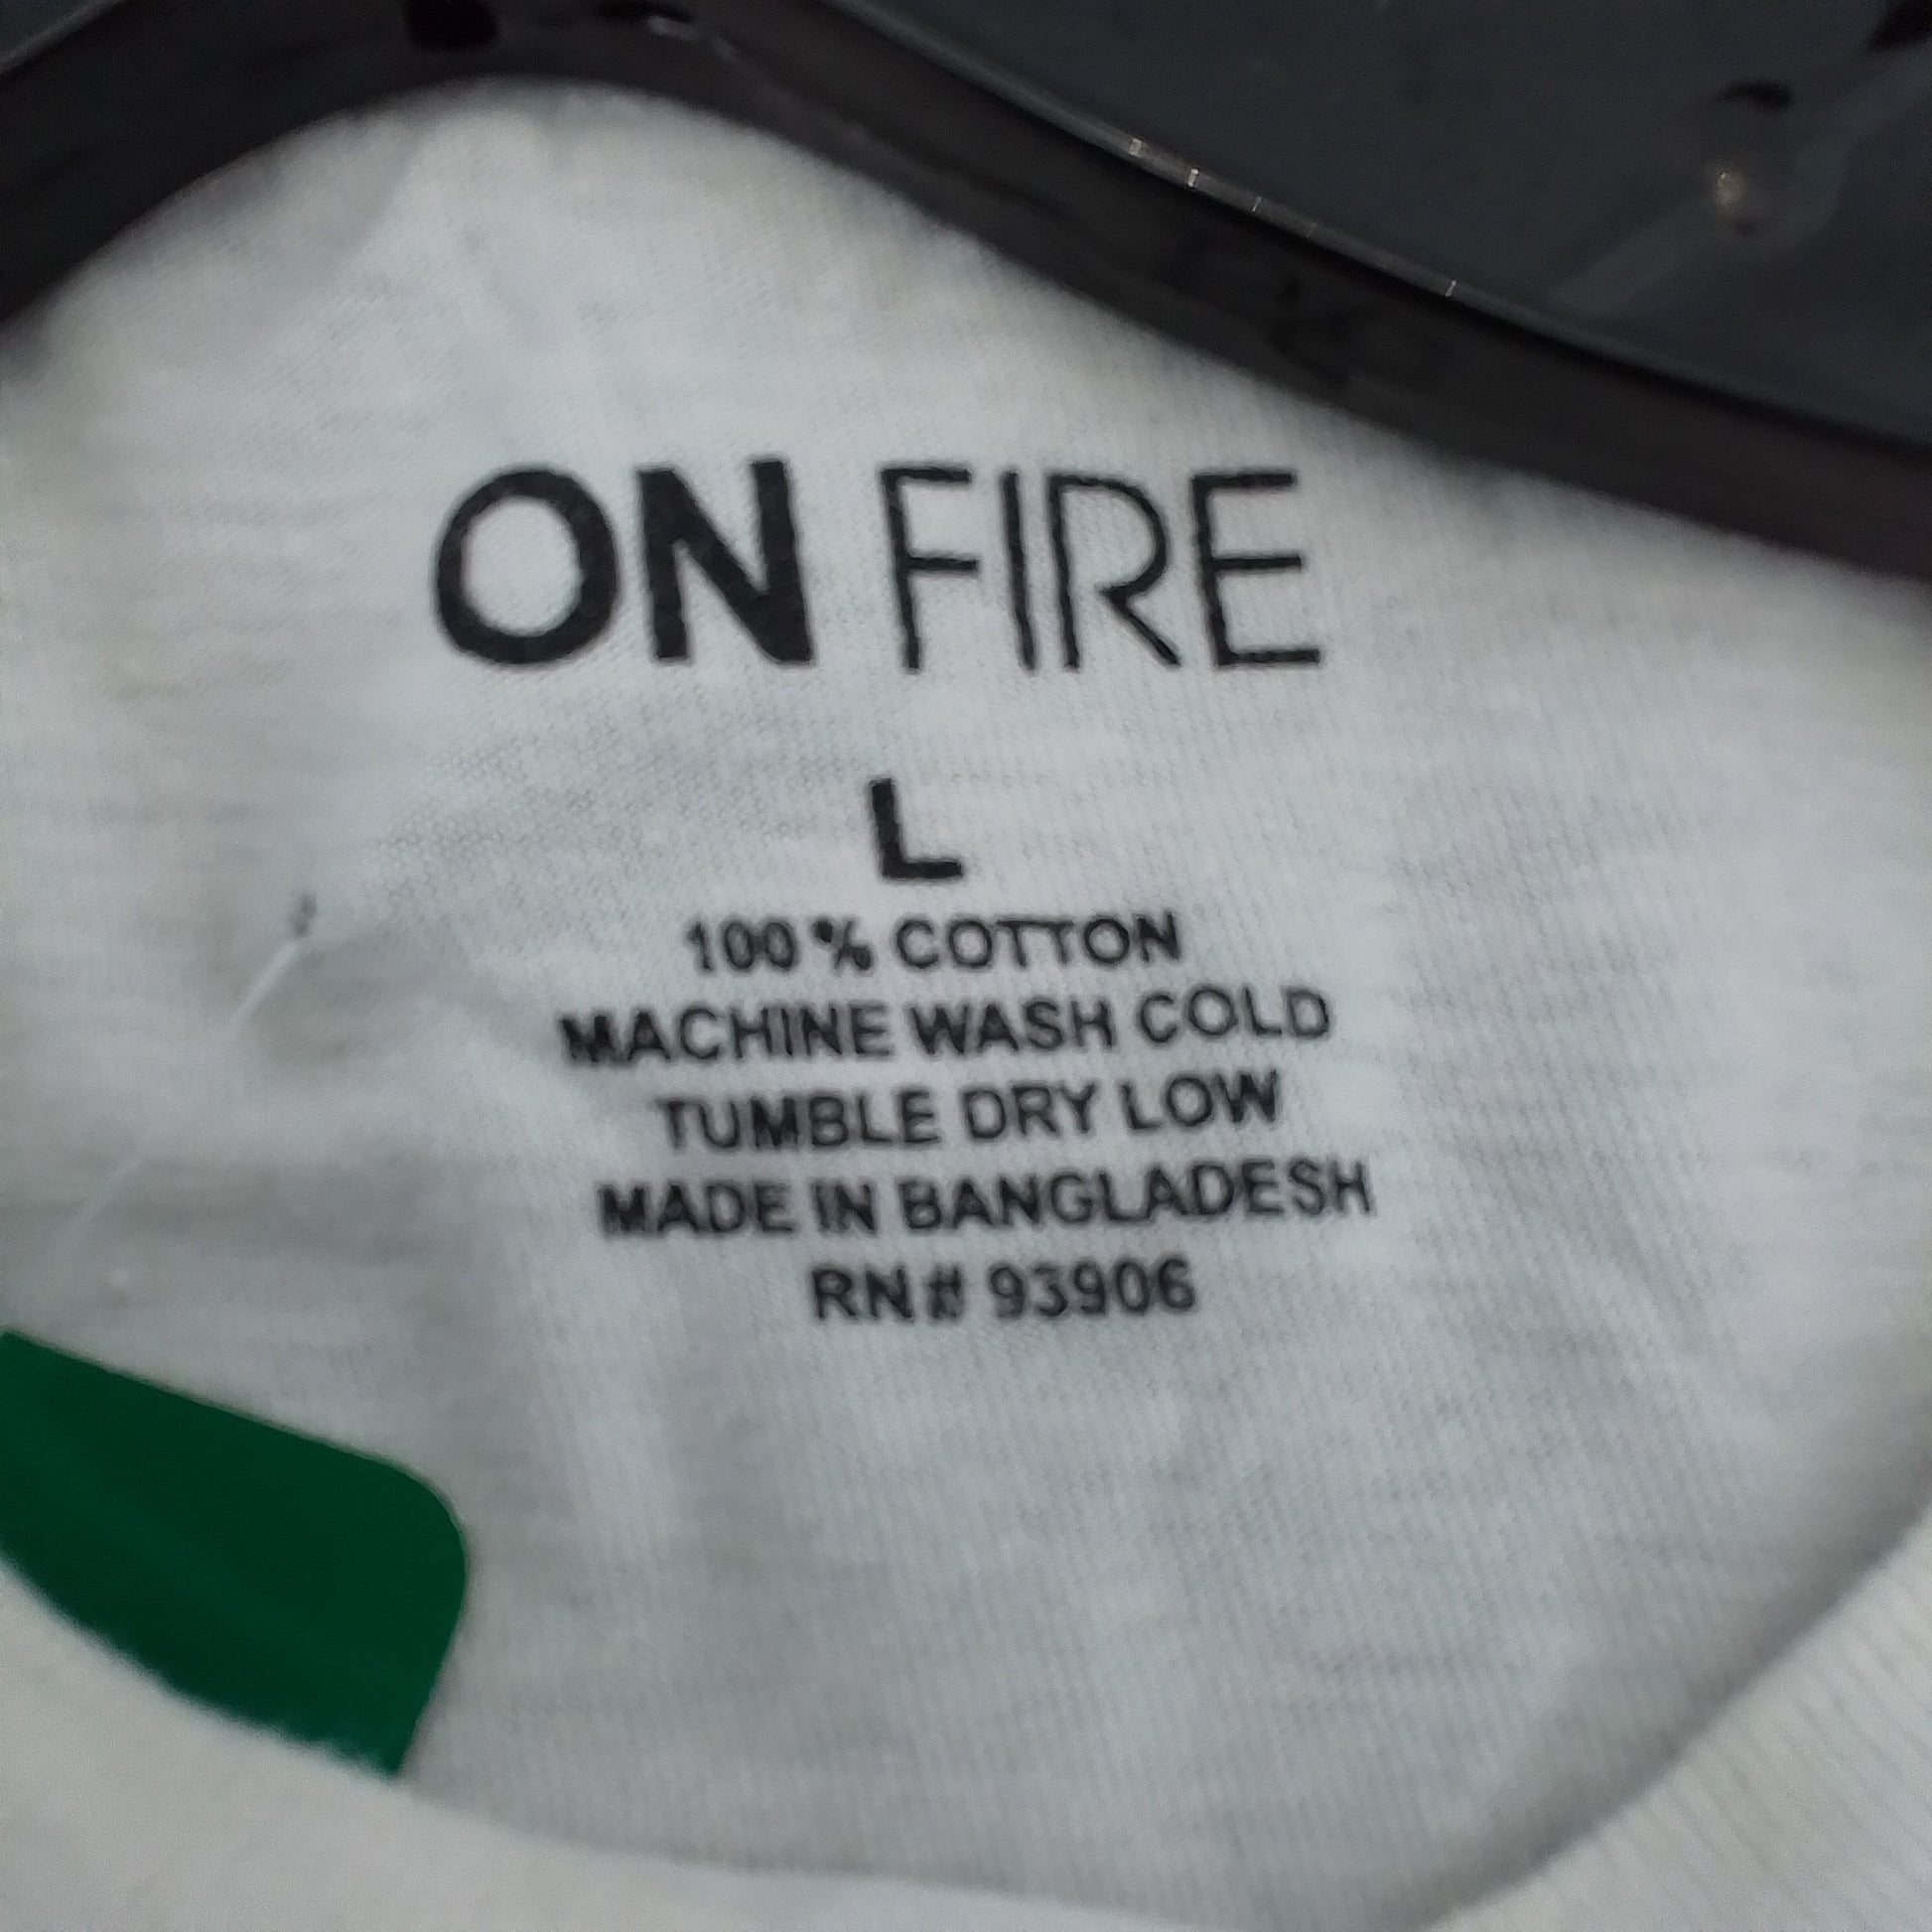 ON FIRE
L
100% COTTON
MACHINE WASH COLD
TUMBLE DRY LOW
MADE IN BANGLADESH
RN# 93906